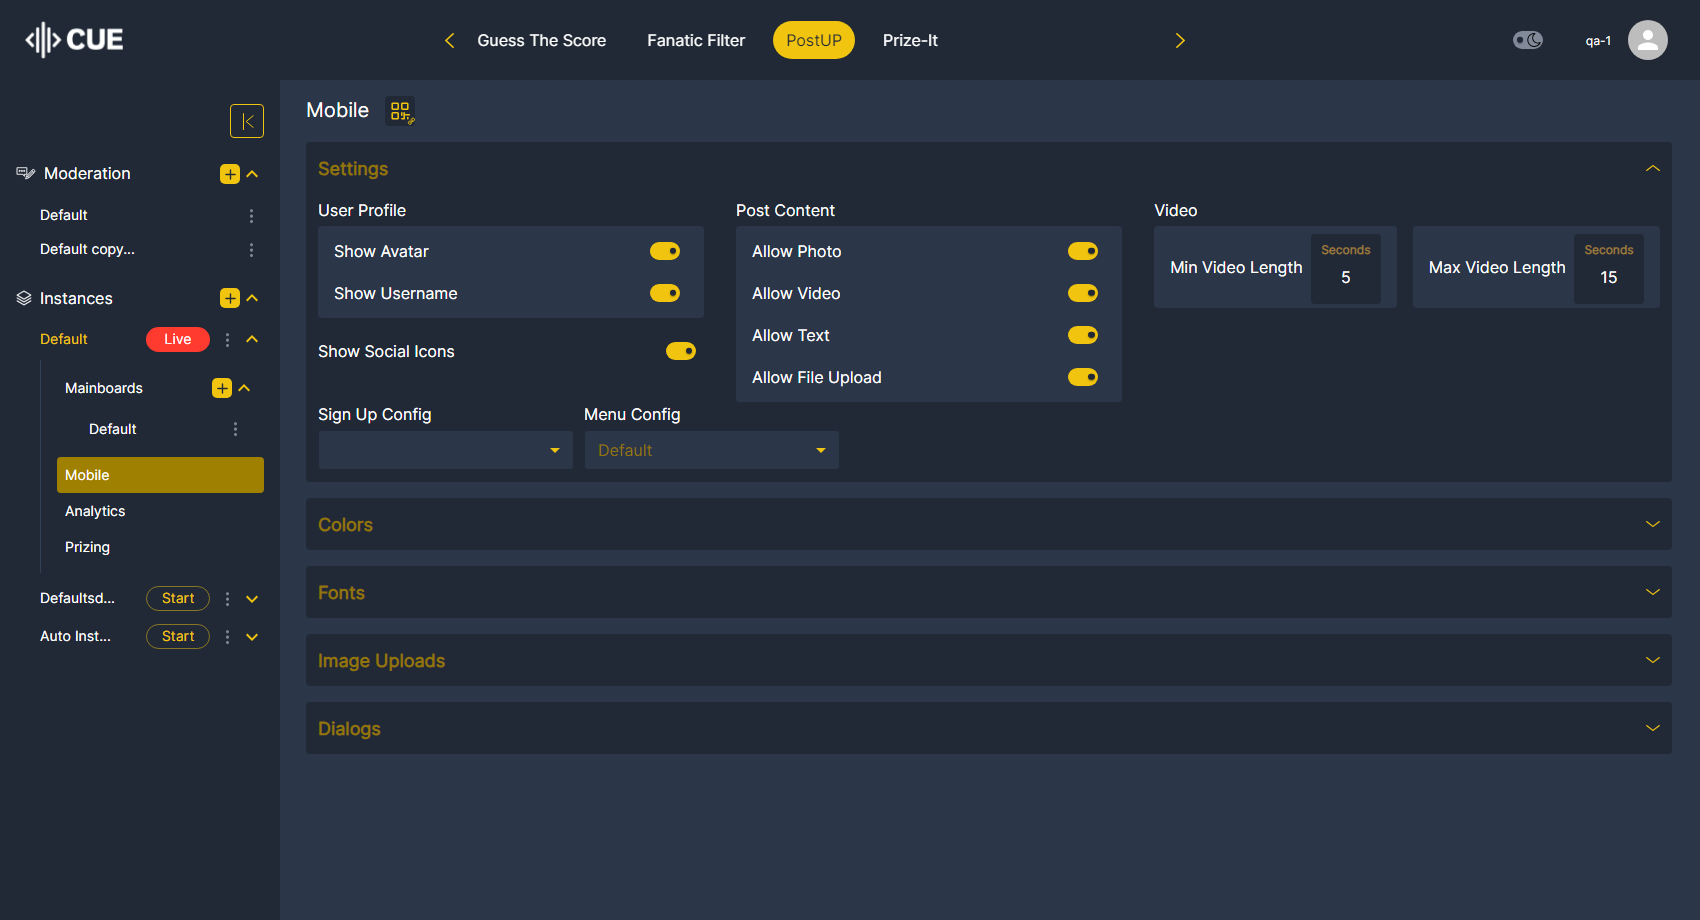 CUE
Guess The Score
Fanatic Filter
PostUP
Prize-It
qa-1
Moderation
Default
Default copy...
Instances
Default
Live
Mainboards
Default
Mobile
Analytics
Prizing
Defaultsd...
Start
Auto Inst...
Start
Mobile
Settings
User Profile
Show Avatar
Show Username
Show Social Icons
Post Content
Allow Photo
Allow Video
Allow Text
Allow File Upload
Video
Min Video Length
Seconds
5
Max Video Length
Seconds
15
Sign Up Config
Menu Config
Default
Colors
Fonts
Image Uploads
Dialogs